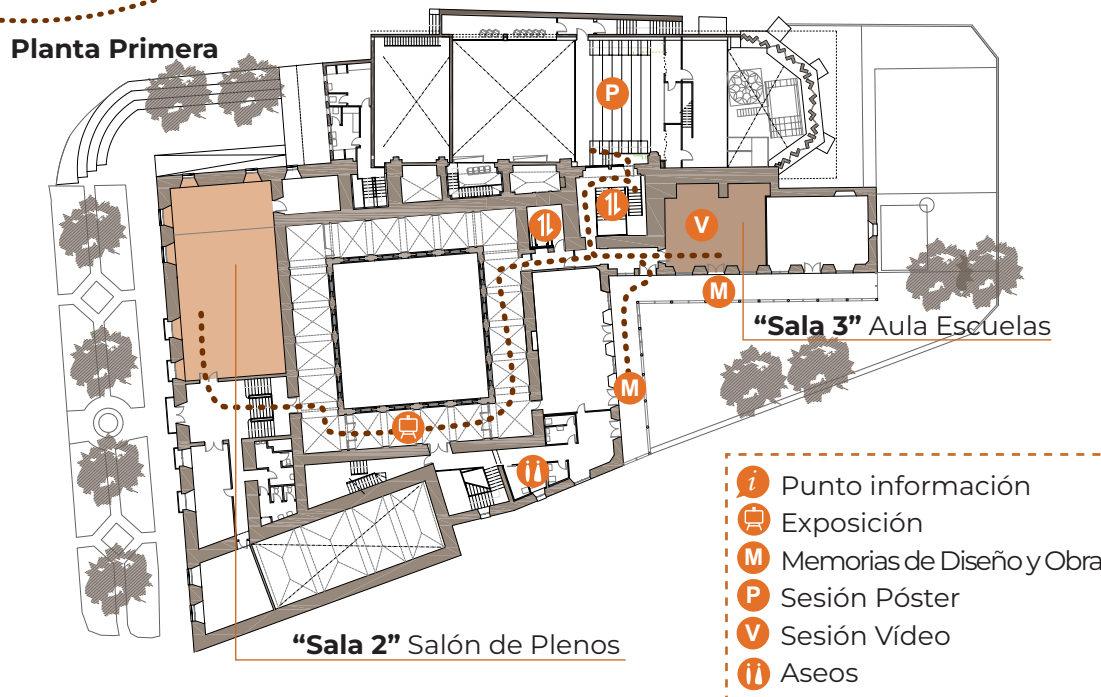 Planta Primera
P
V
M
"Sala 3" Aula Escuelas
M
"Sala 2" Salón de Plenos
i Punto información
Exposición
M Memorias de Diseño y Obra
P Sesión Póster
V Sesión Vídeo
Aseos